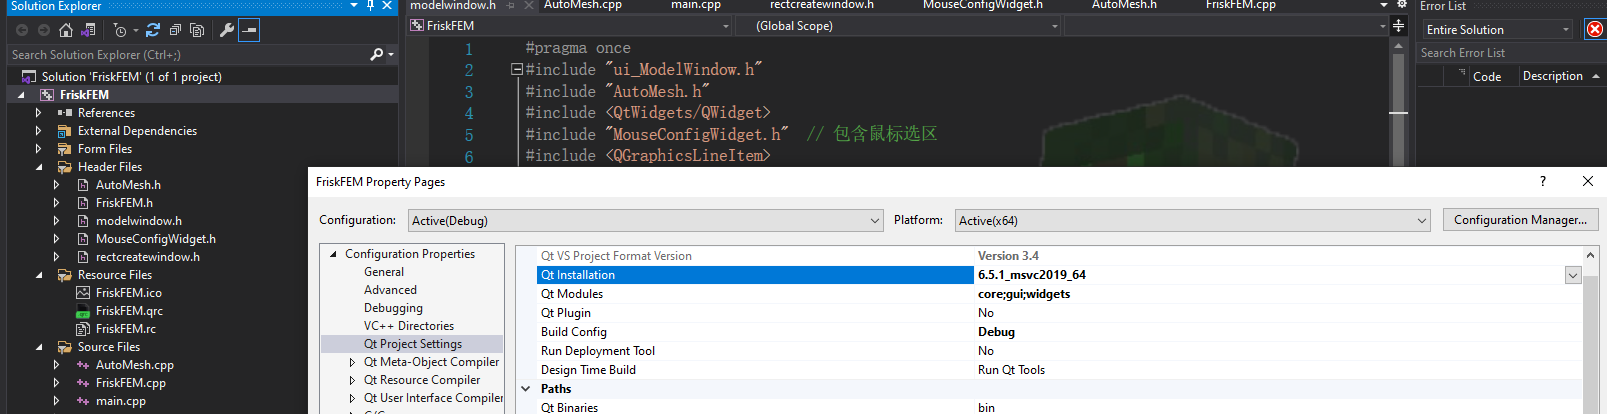 Solution Explorer
Search Solution Explorer (Ctrl+;)
Solution 'FriskFEM' (1 of 1 project)
FriskFEM
References
External Dependencies
Form Files
Header Files
AutoMesh.h
FriskFEM.h
modelwindow.h
MouseConfigWidget.h
rectcreatewindow.h
Resource Files
FriskFEM.ico
FriskFEM.qrc
FriskFEM.rc
Source Files
AutoMesh.cpp
FriskFEM.cpp
main.cpp
modelwindow.h AutoMesh.cpp main.cpp rectcreatewindow.h MouseConfigWidget.h AutoMesh.h FriskFEM.cpp
FriskFEM (Global Scope)
1 #pragma once
2 #include "ui_ModelWindow.h"
3 #include "AutoMesh.h"
4 #include <QtWidgets/QWidget>
5 #include "MouseConfigWidget.h" // 包含鼠标选区
6 #include <QGraphicsLineItem>
Error List
Entire Solution
Search Error List
Code Description
FriskFEM Property Pages
? ×
Configuration: Active(Debug) Platform: Active(x64) Configuration Manager...
Configuration Properties
General
Advanced
Debugging
VC++ Directories
Qt Project Settings
Qt Meta-Object Compiler
Qt Resource Compiler
Qt User Interface Compiler
Qt VS Project Format Version Version 3.4
Qt Installation 6.5.1_msvc2019_64
Qt Modules core;gui;widgets
Qt Plugin No
Build Config Debug
Run Deployment Tool No
Design Time Build Run Qt Tools
Paths
Qt Binaries bin